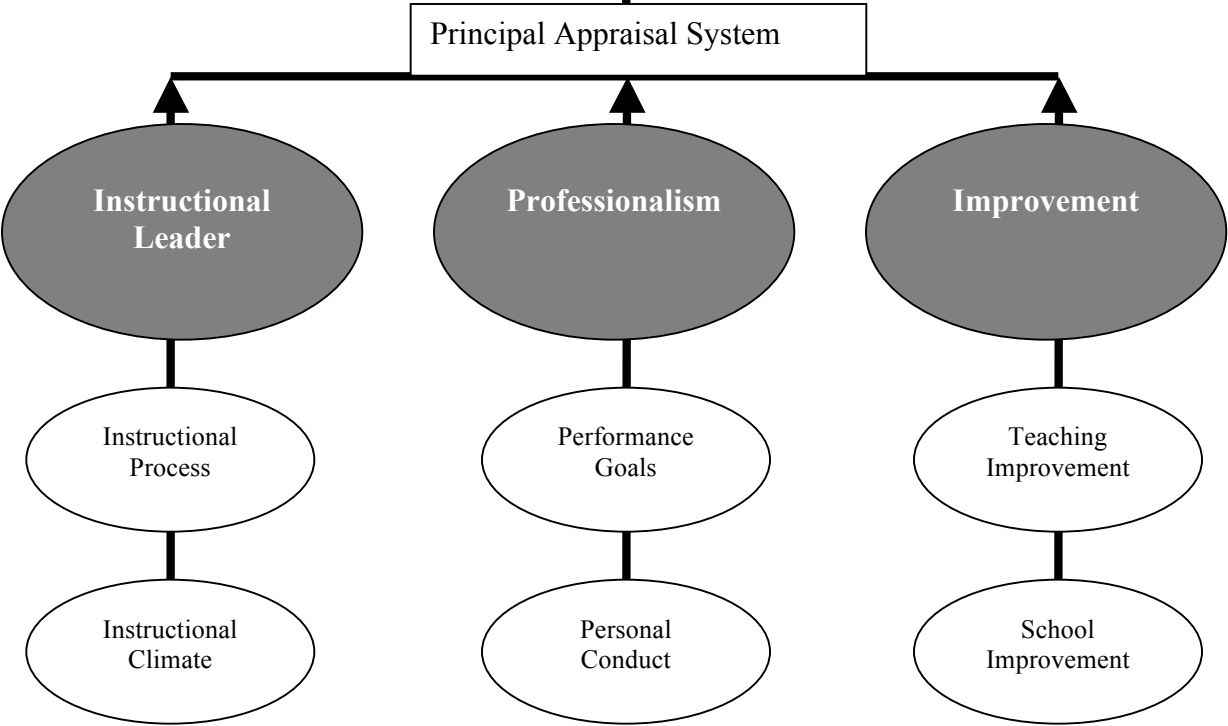 Principal Appraisal System
Instructional
Leader
Professionalism
Improvement
Instructional
Process
Performance
Goals
Teaching
Improvement
Instructional
Climate
Personal
Conduct
School
Improvement